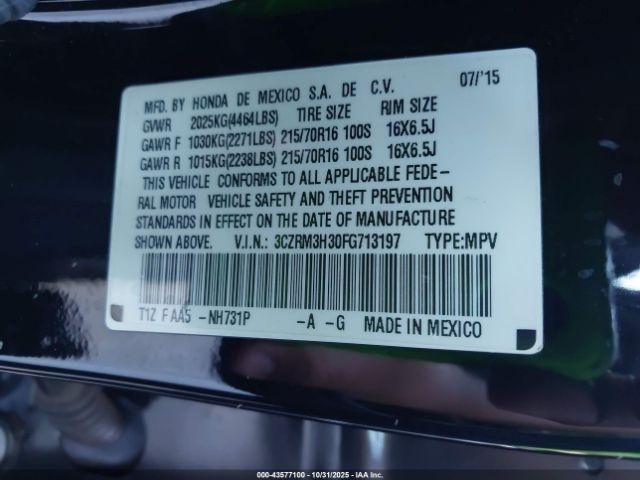 07/'15
MFD. BY HONDA DE MEXICO S.A. DE C.V.
GVWR 2025KG(4464LBS) TIRE SIZE RIM SIZE
GAWR F 1030KG(2271LBS) 215/70R16 100S 16X6.5J
GAWR R 1015KG(2238LBS) 215/70R16 100S 16X6.5J
THIS VEHICLE CONFORMS TO ALL APPLICABLE FEDE-
RAL MOTOR VEHICLE SAFETY AND THEFT PREVENTION
STANDARDS IN EFFECT ON THE DATE OF MANUFACTURE
SHOWN ABOVE. V.I.N.: 3CZRM3H30FG713197 TYPE:MPV
T1Z F AA5 -NH731P -A -G MADE IN MEXICO
000-43577100 - 10/31/2025 - IAA Inc.